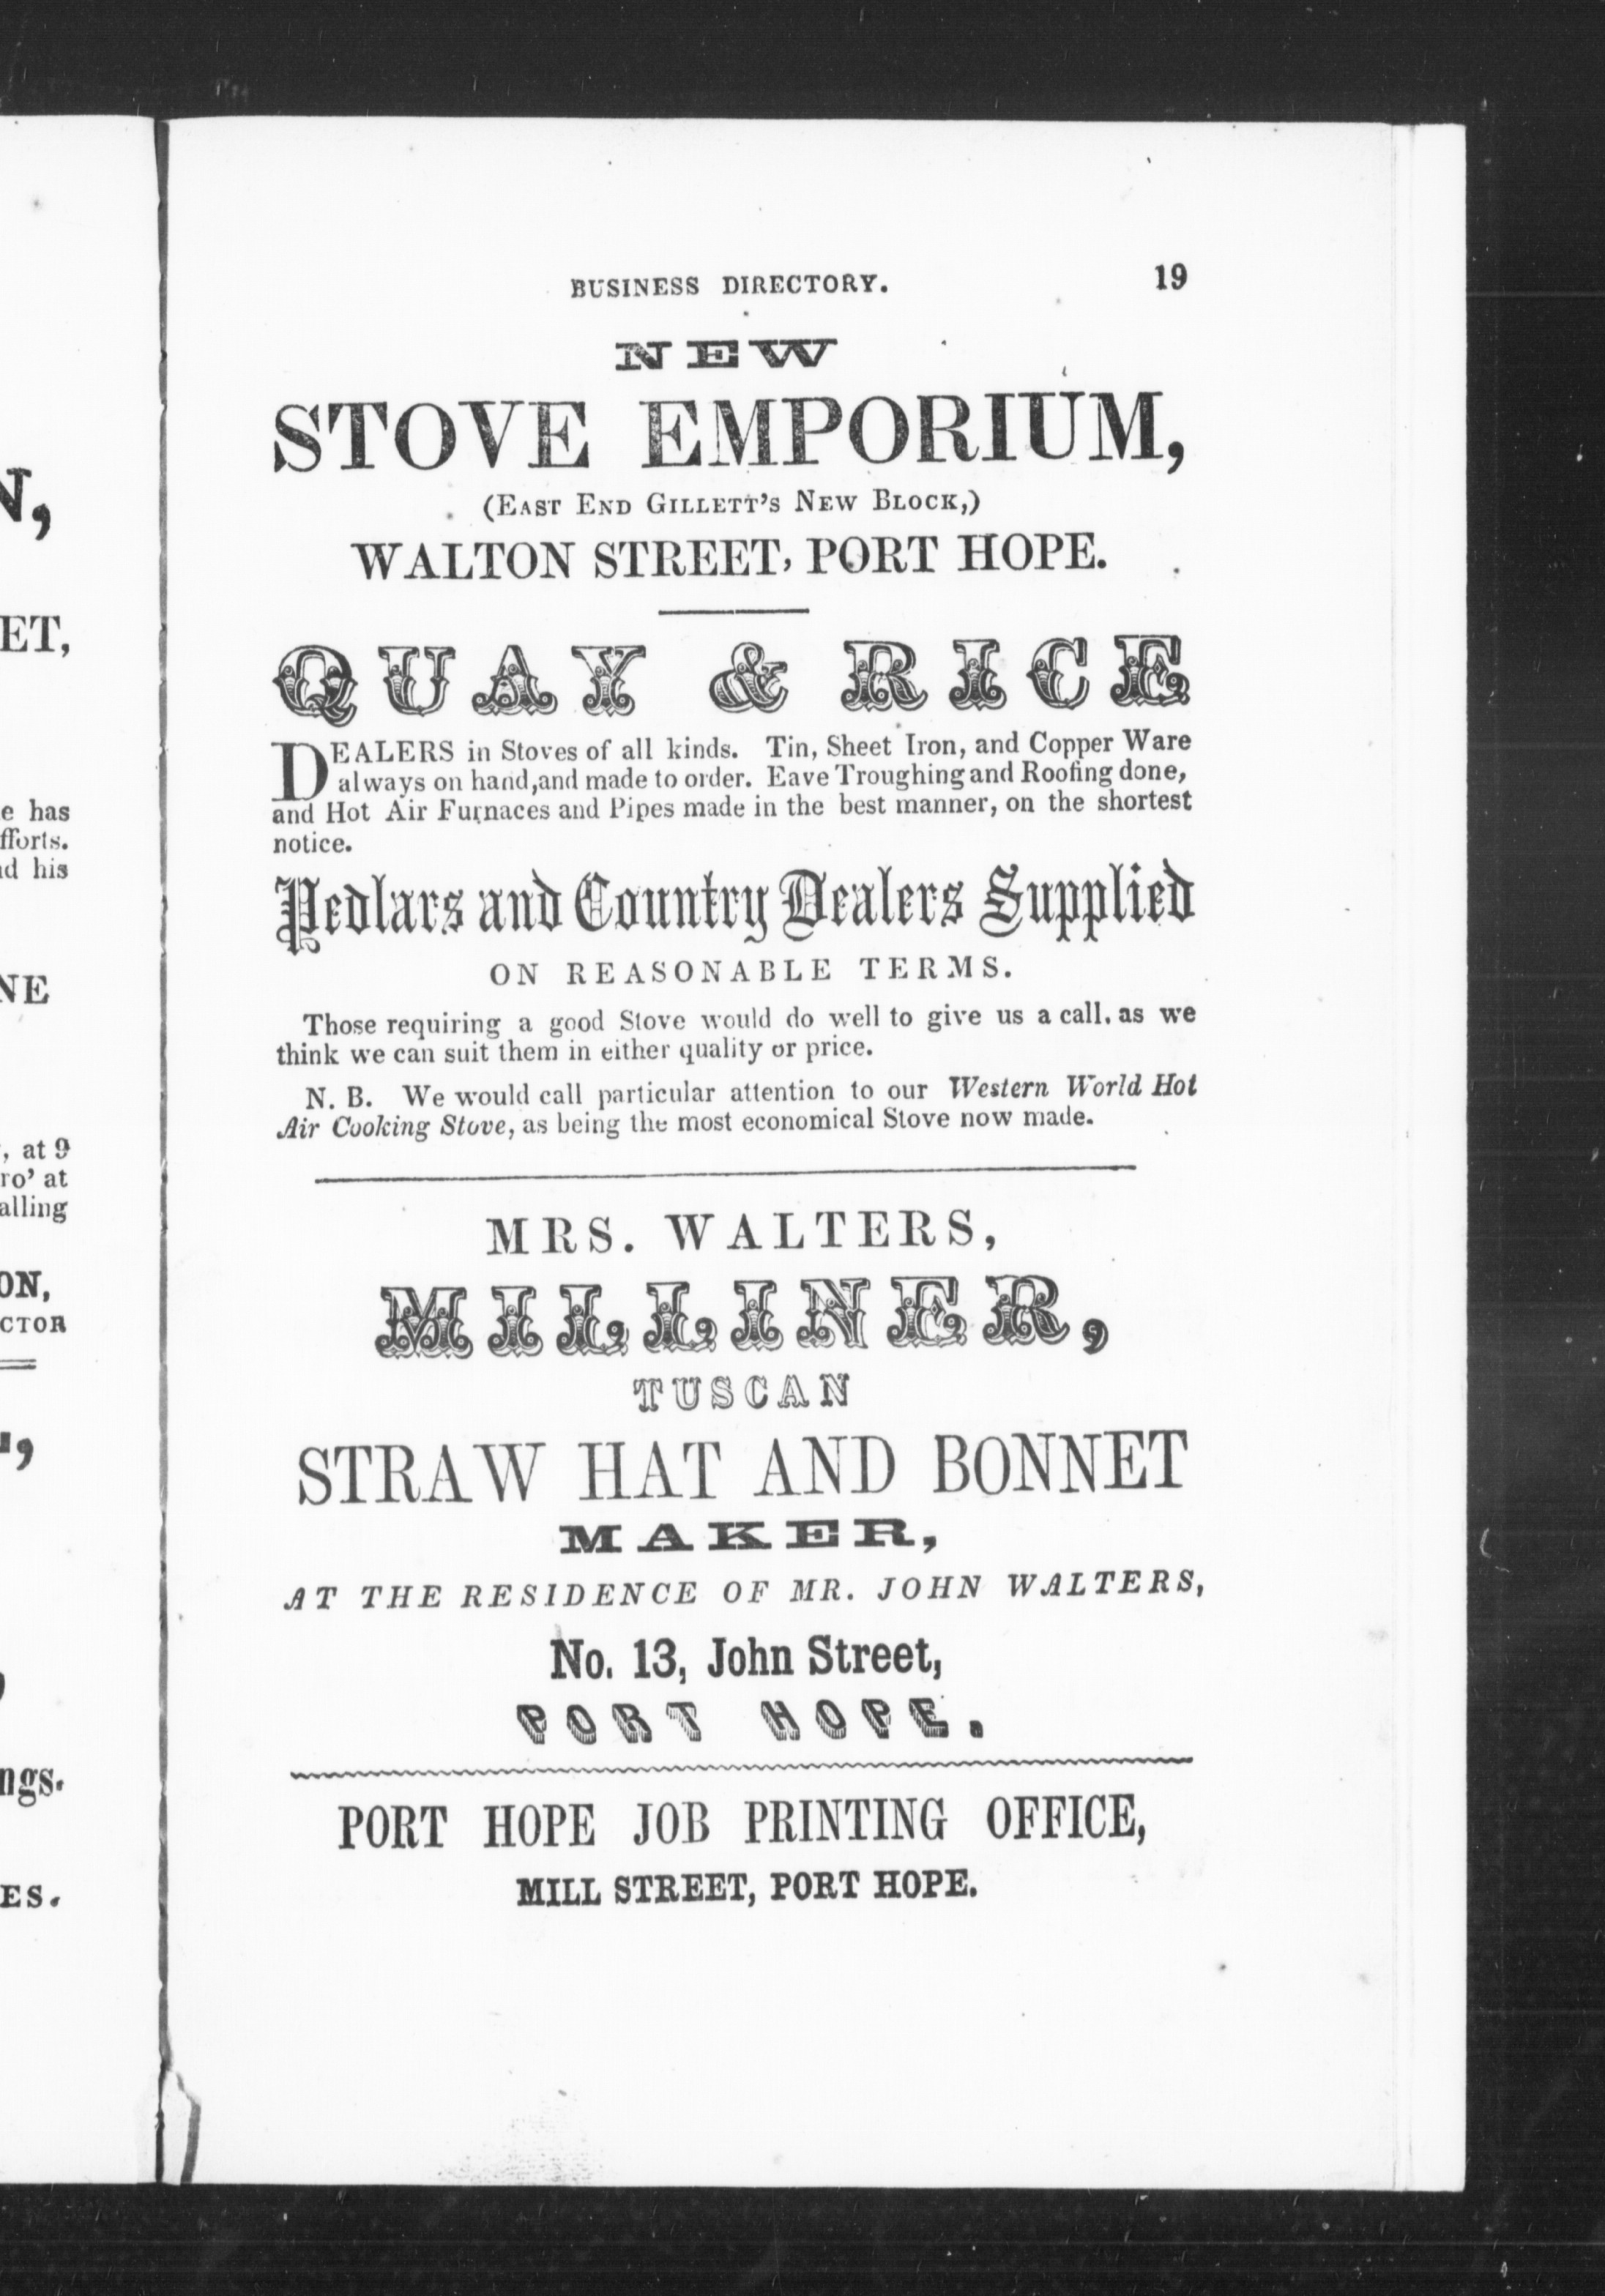 BUSINESS DIRECTORY. 19
NEW
STOVE EMPORIUM,
(EAST END GILLETT'S NEW BLOCK,)
WALTON STREET, PORT HOPE.
QUAY & RICE
DEALERS in Stoves of all kinds. Tin, Sheet Iron, and Copper Ware
always on hand,and made to order. Eave Troughing and Roofing done,
and Hot Air Furnaces and Pipes made in the best manner, on the shortest
notice.
Pedlars and Country Dealers Supplied
ON REASONABLE TERMS.
Those requiring a good Stove would do well to give us a call. as we
think we can suit them in either quality or price.
N. B. We would call particular attention to our Western World Hot
Air Cooking Stove, as being the most economical Stove now made.
MRS. WALTERS,
MILLINER,
TUSCAN
STRAW HAT AND BONNET
MAKER,
AT THE RESIDENCE OF MR. JOHN WALTERS,
No. 13, John Street,
PORT HOPE.
PORT HOPE JOB PRINTING OFFICE,
MILL STREET, PORT HOPE.